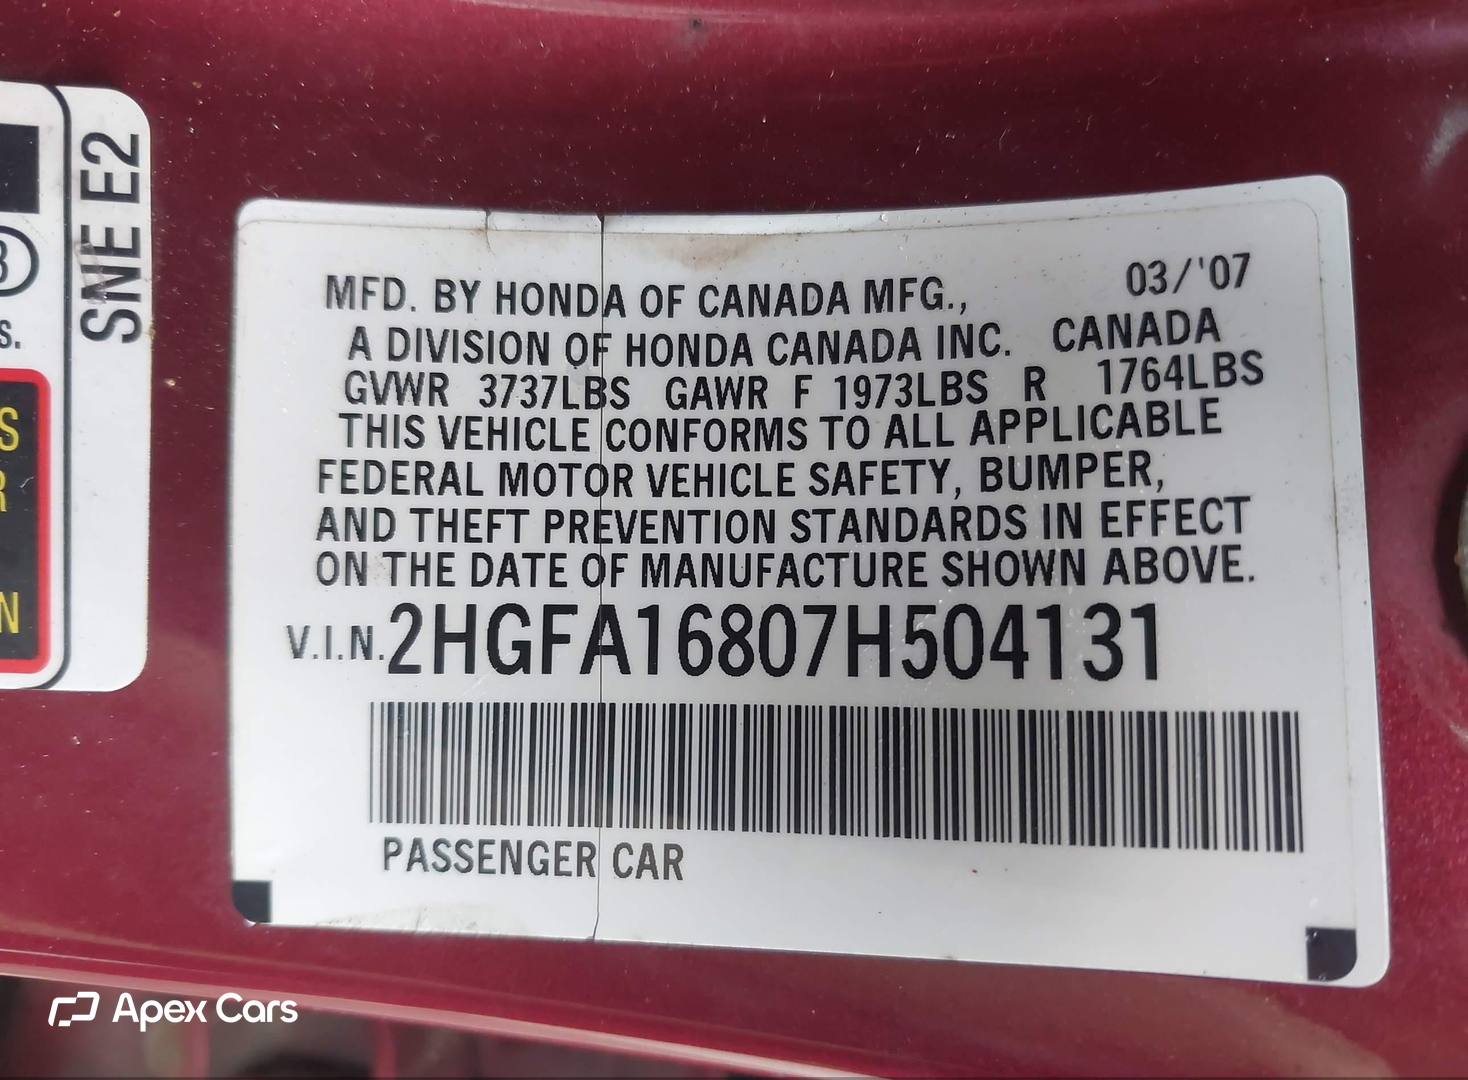 SNE E2
3
S.
S
R
N
MFD. BY HONDA OF CANADA MFG., 03/'07
A DIVISION OF HONDA CANADA INC. CANADA
GVWR 3737LBS GAWR F 1973LBS R 1764LBS
THIS VEHICLE CONFORMS TO ALL APPLICABLE
FEDERAL MOTOR VEHICLE SAFETY, BUMPER,
AND THEFT PREVENTION STANDARDS IN EFFECT
ON THE DATE OF MANUFACTURE SHOWN ABOVE.
V.I.N. 2HGFA16807H504131
PASSENGER CAR
Apex Cars